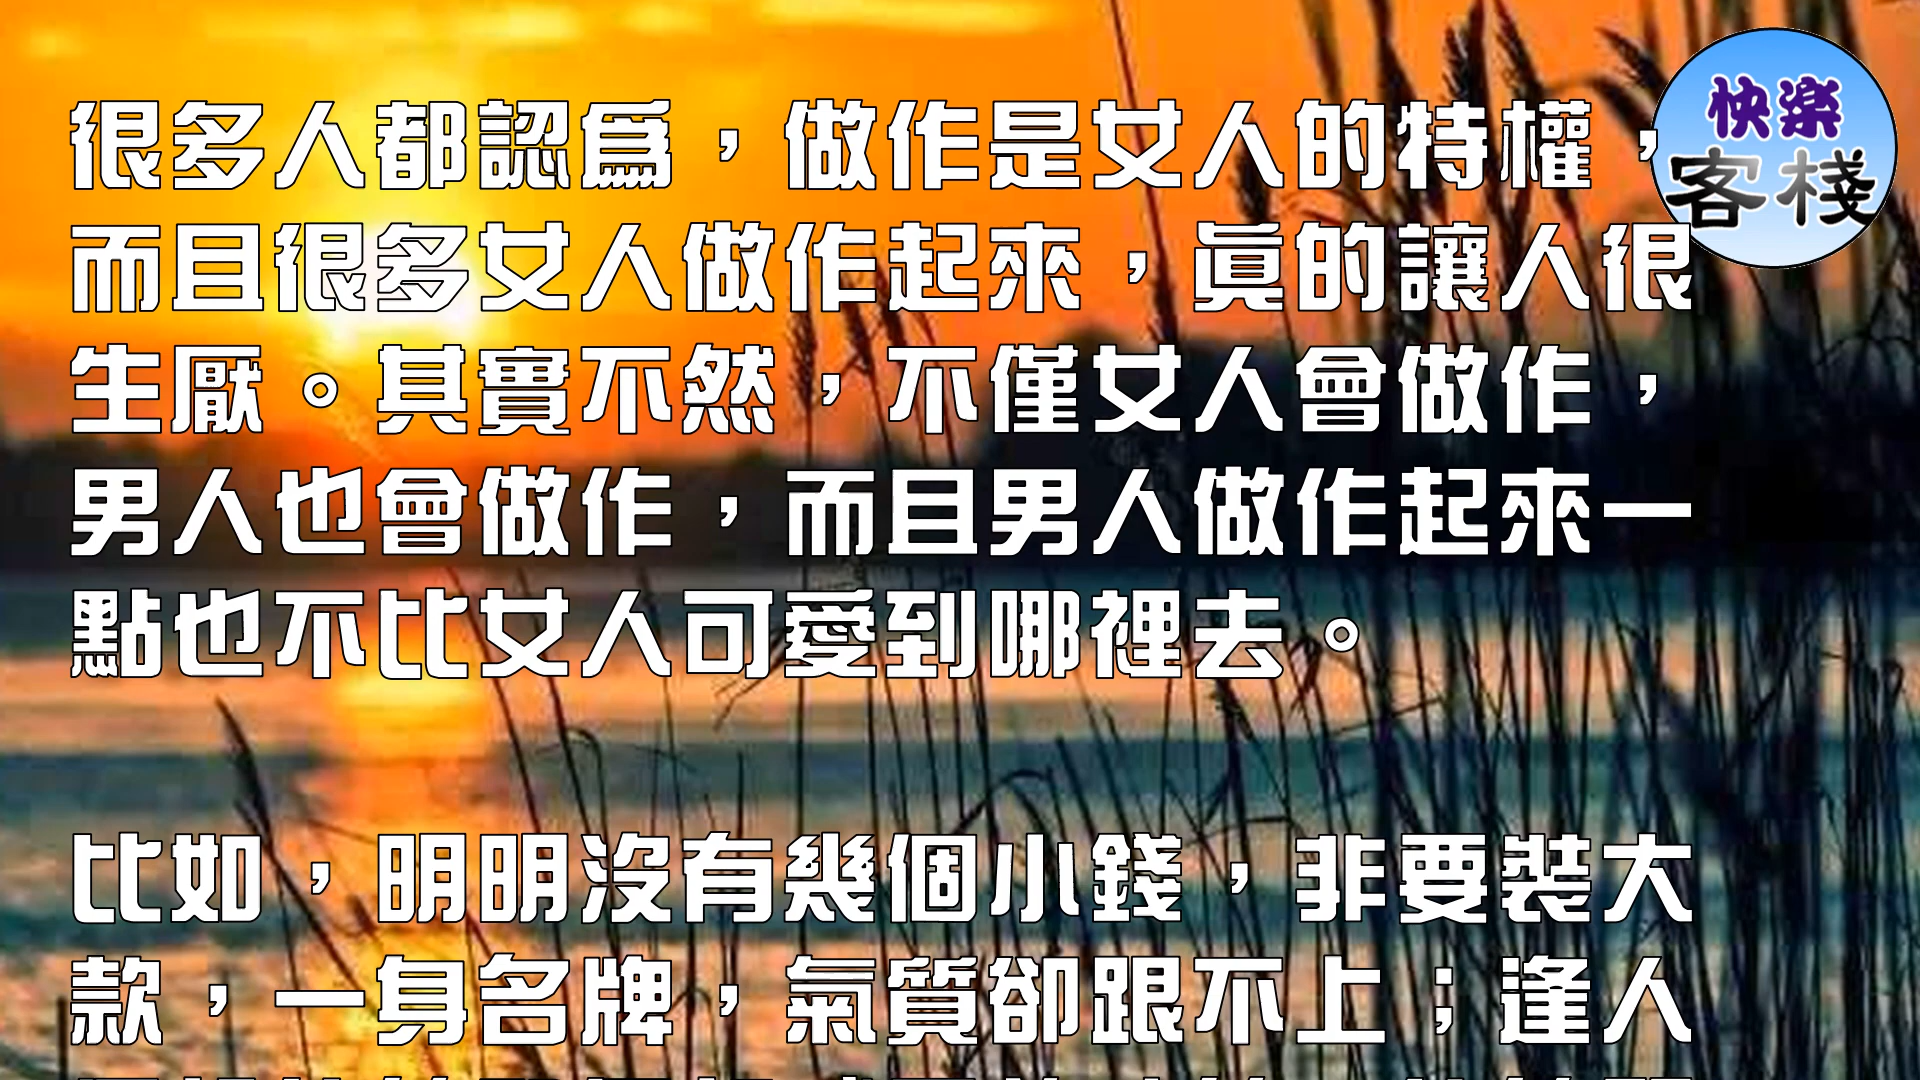 很多人都認爲，做作是女人的特權，
而且很多女人做作起來，眞的讓人很
生厭。其實不然，不僅女人會做作，
男人也會做作，而且男人做作起來一
點也不比女人可愛到哪裡去。
比如，明明沒有幾個小錢，非要裝大
款，一身名牌，氣質卻跟不上；逢人
快樂
客棧